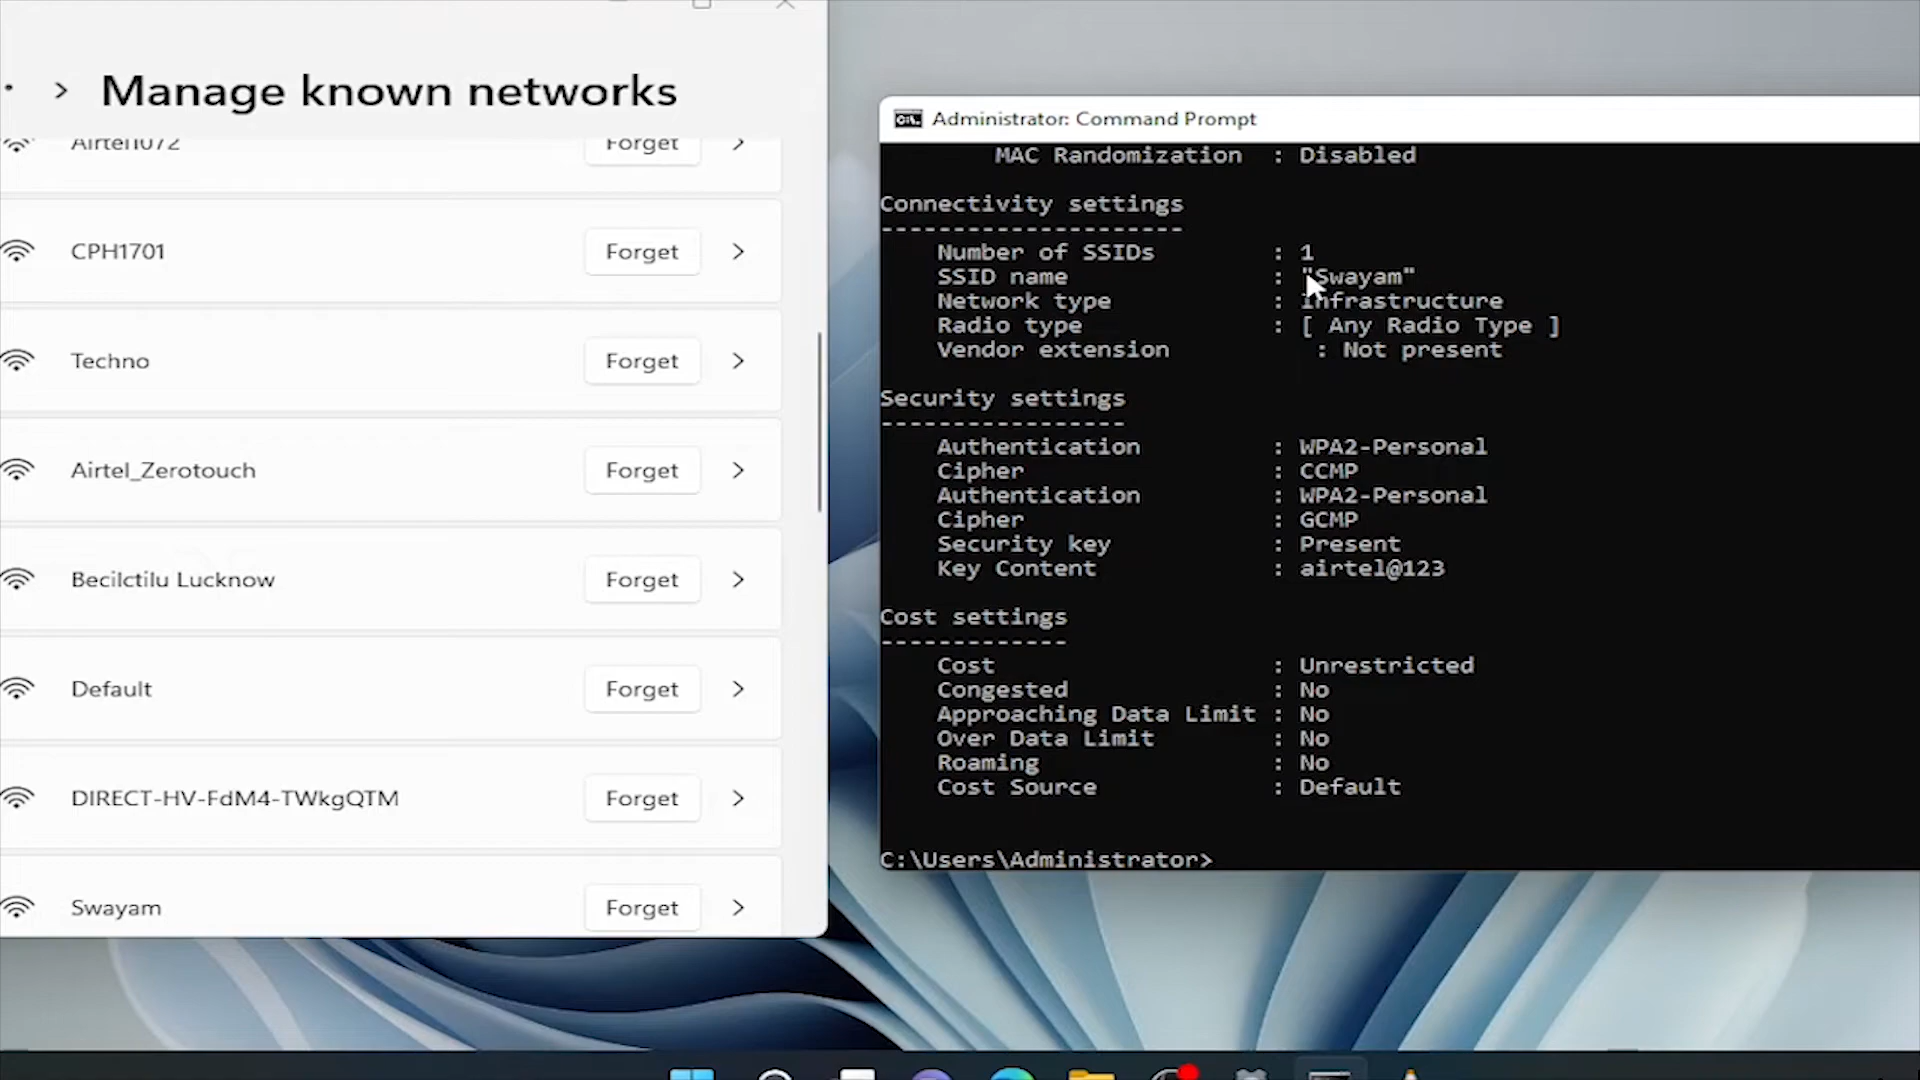 Manage known networks
Airtel1072
Forget
CPH1701
Forget
Techno
Forget
Airtel_Zerotouch
Forget
Becilctilu Lucknow
Forget
Default
Forget
DIRECT-HV-FdM4-TWkgQTM
Forget
Swayam
Forget
Administrator: Command Prompt
MAC Randomization : Disabled
Connectivity settings
---------------------
Number of SSIDs : 1
SSID name : "Swayam"
Network type : Infrastructure
Radio type : [ Any Radio Type ]
Vendor extension : Not present
Security settings
-----------------
Authentication : WPA2-Personal
Cipher : CCMP
Authentication : WPA2-Personal
Cipher : GCMP
Security key : Present
Key Content : airtel@123
Cost settings
-------------
Cost : Unrestricted
Congested : No
Approaching Data Limit : No
Over Data Limit : No
Roaming : No
Cost Source : Default
C:\Users\Administrator>